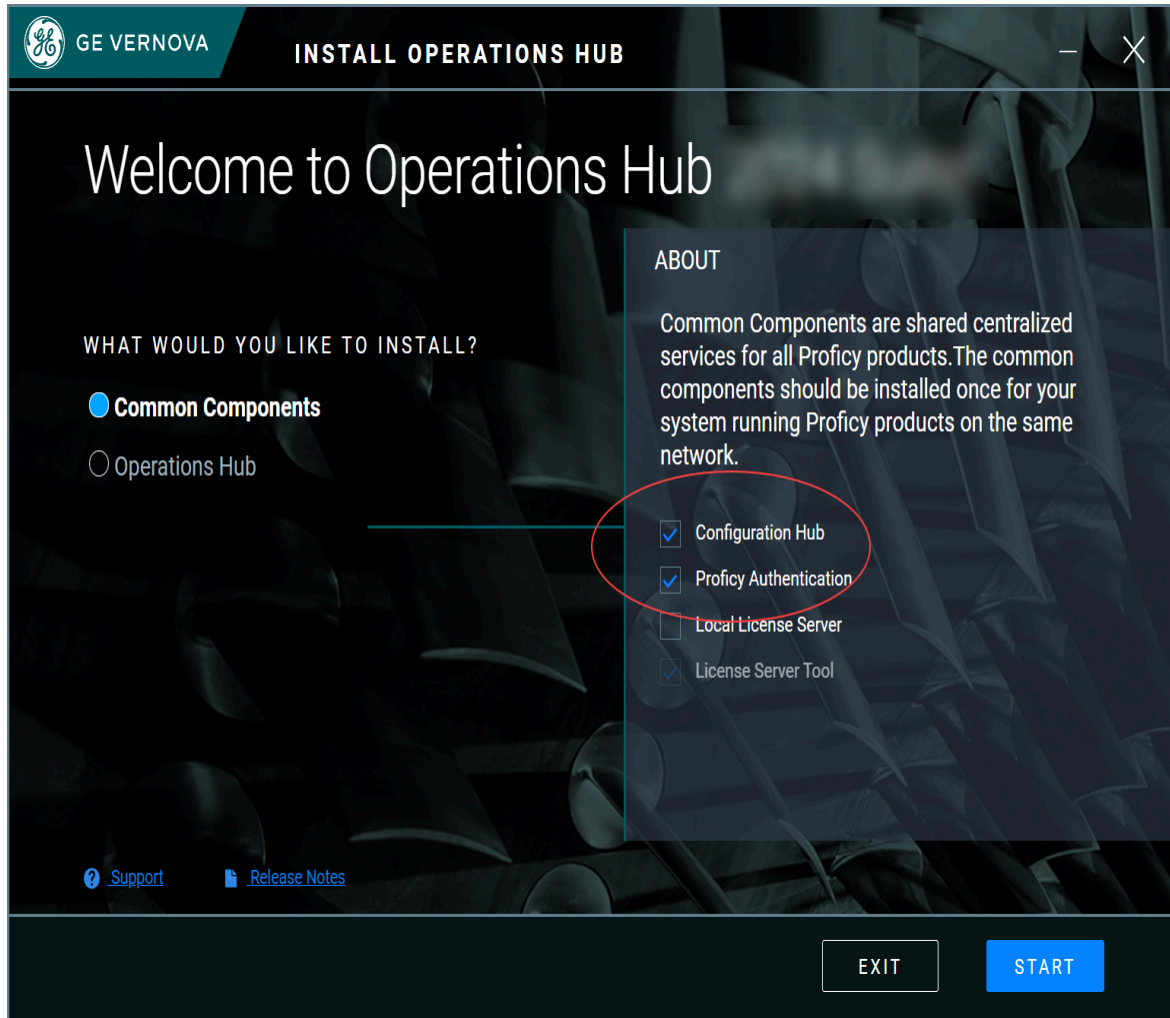 GE VERNOVA
INSTALL OPERATIONS HUB
Welcome to Operations Hub
WHAT WOULD YOU LIKE TO INSTALL?
Common Components
Operations Hub
ABOUT
Common Components are shared centralized
services for all Proficy products.The common
components should be installed once for your
system running Proficy products on the same
network.
Configuration Hub
Proficy Authentication
Local License Server
License Server Tool
Support
Release Notes
EXIT
START